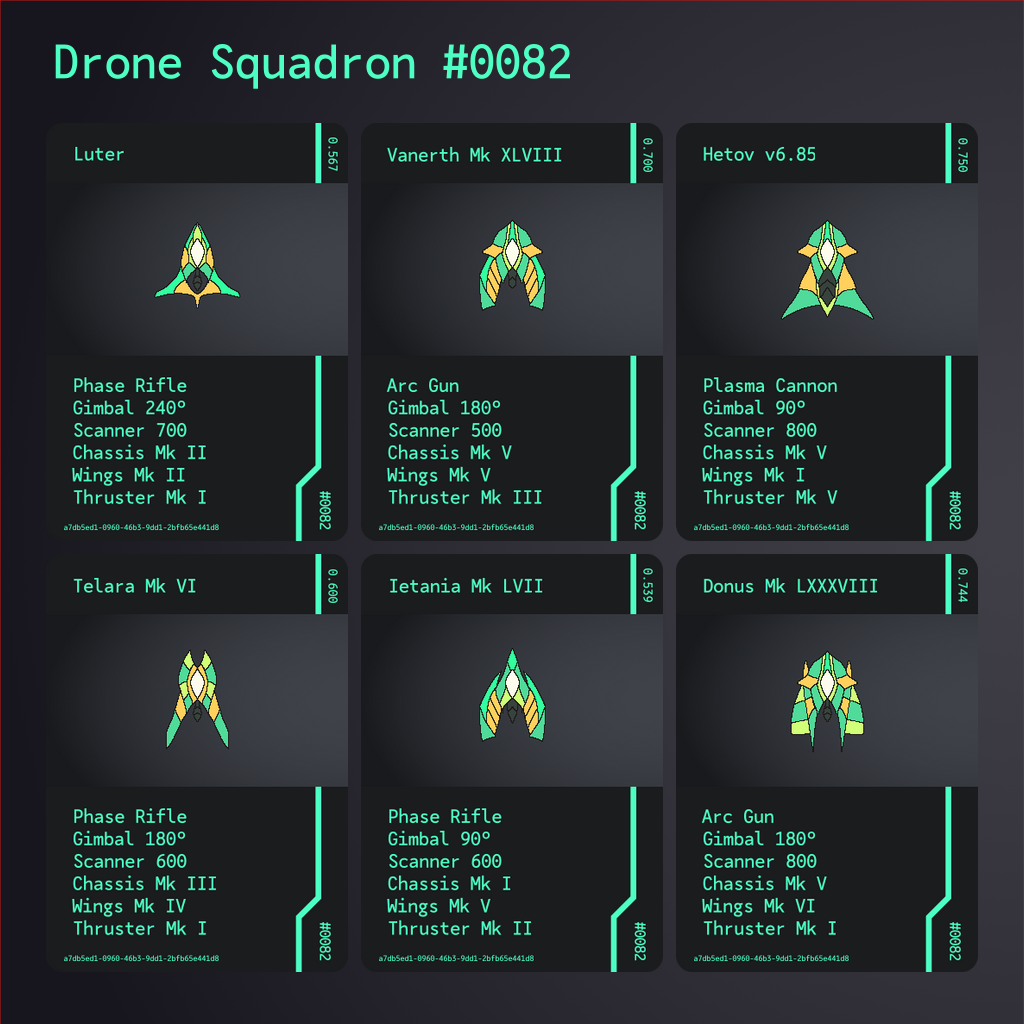 Drone Squadron #0082
Luter
0.567
Phase Rifle
Gimbal 240°
Scanner 700
Chassis Mk II
Wings Mk II
Thruster Mk I
#0082
a7db5ed1-0960-46b3-9dd1-2bfb65e441d8
Vanerth Mk XLVIII
0.700
Arc Gun
Gimbal 180°
Scanner 500
Chassis Mk V
Wings Mk V
Thruster Mk III
#0082
a7db5ed1-0960-46b3-9dd1-2bfb65e441d8
Hetov v6.85
0.750
Plasma Cannon
Gimbal 90°
Scanner 800
Chassis Mk V
Wings Mk I
Thruster Mk V
#0082
a7db5ed1-0960-46b3-9dd1-2bfb65e441d8
Telara Mk VI
0.600
Phase Rifle
Gimbal 180°
Scanner 600
Chassis Mk III
Wings Mk IV
Thruster Mk I
#0082
a7db5ed1-0960-46b3-9dd1-2bfb65e441d8
Ietania Mk LVII
0.539
Phase Rifle
Gimbal 90°
Scanner 600
Chassis Mk I
Wings Mk V
Thruster Mk II
#0082
a7db5ed1-0960-46b3-9dd1-2bfb65e441d8
Donus Mk LXXXVIII
0.744
Arc Gun
Gimbal 180°
Scanner 800
Chassis Mk V
Wings Mk VI
Thruster Mk I
#0082
a7db5ed1-0960-46b3-9dd1-2bfb65e441d8